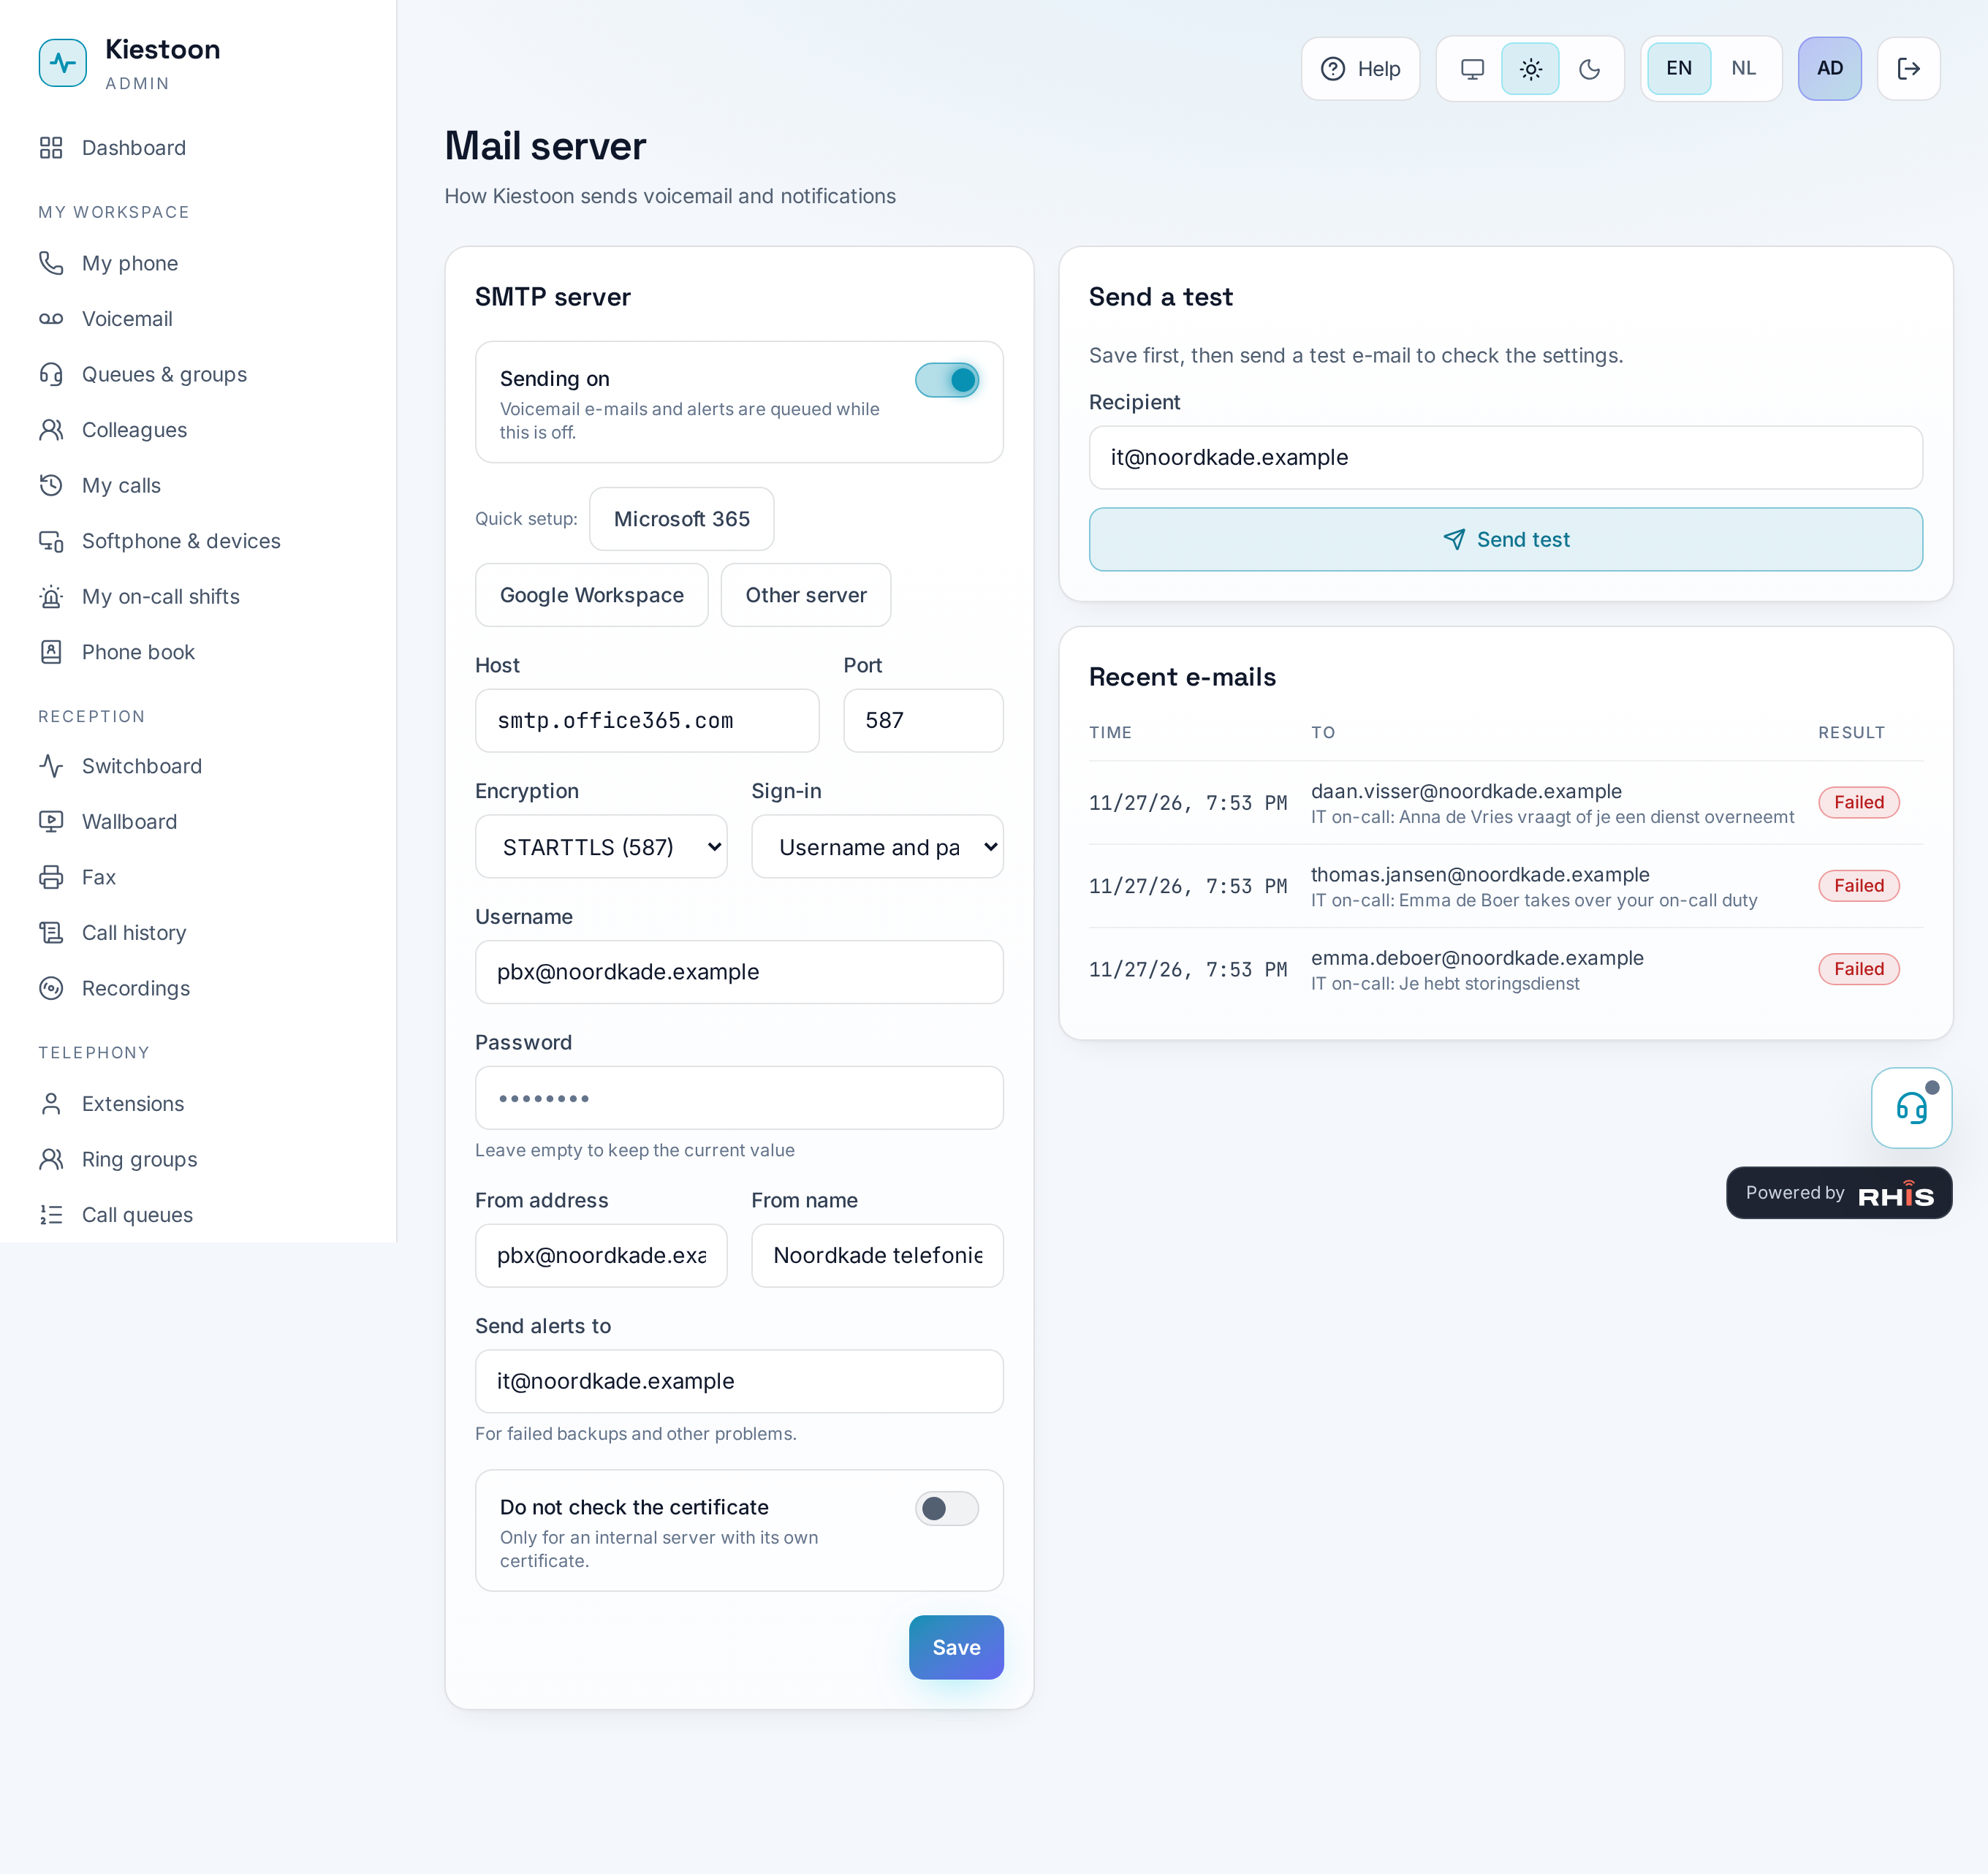 Kiestoon
ADMIN
Dashboard
MY WORKSPACE
My phone
Voicemail
Queues & groups
Colleagues
My calls
Softphone & devices
My on-call shifts
Phone book
RECEPTION
Switchboard
Wallboard
Fax
Call history
Recordings
TELEPHONY
Extensions
Ring groups
Call queues
Help
EN
NL
AD
Mail server
How Kiestoon sends voicemail and notifications
SMTP server
Sending on
Voicemail e-mails and alerts are queued while
this is off.
Quick setup:
Microsoft 365
Google Workspace
Other server
Host
Port
smtp.office365.com
587
Encryption
Sign-in
STARTTLS (587)
Username and pa
Username
pbx@noordkade.example
Password
••••••••
Leave empty to keep the current value
From address
From name
pbx@noordkade.exa
Noordkade telefonie
Send alerts to
it@noordkade.example
For failed backups and other problems.
Do not check the certificate
Only for an internal server with its own
certificate.
Save
Send a test
Save first, then send a test e-mail to check the settings.
Recipient
it@noordkade.example
Send test
Recent e-mails
TIME
TO
RESULT
11/27/26, 7:53 PM
daan.visser@noordkade.example
IT on-call: Anna de Vries vraagt of je een dienst overneemt
Failed
11/27/26, 7:53 PM
thomas.jansen@noordkade.example
IT on-call: Emma de Boer takes over your on-call duty
Failed
11/27/26, 7:53 PM
emma.deboer@noordkade.example
IT on-call: Je hebt storingsdienst
Failed
Powered by RHiS